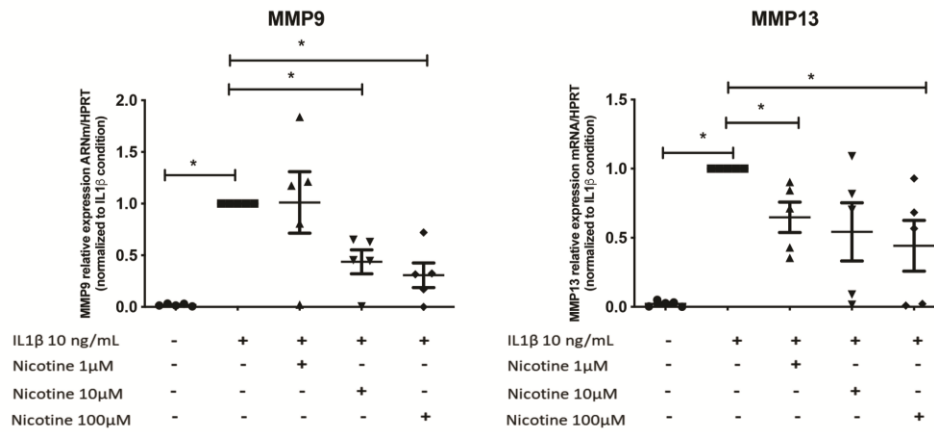 MMP9
MMP13
*
*
*
*
*
*
MMP9 relative expression ARNm/HPRT
(normalized to IL1β condition)
2.0
1.5
1.0
0.5
0.0
MMP13 relative expression mRNA/HPRT
(normalized to IL1β condition)
1.5
1.0
0.5
0.0
IL1β 10 ng/mL - + + + +
Nicotine 1µM - - + - -
Nicotine 10µM - - - + -
Nicotine 100µM - - - - +
IL1β 10 ng/mL - + + + +
Nicotine 1µM - - + - -
Nicotine 10µM - - - + -
Nicotine 100µM - - - - +